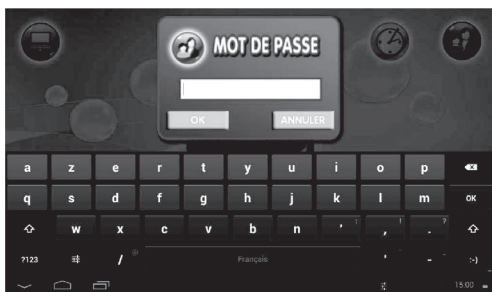 MOT DE PASSE
OK
ANNULER
a z e r t y u i o p
q s d f g h j k l m OK
w x c v b n ' : , ! . ?
?123 / @ Français ' - :-)
15:00